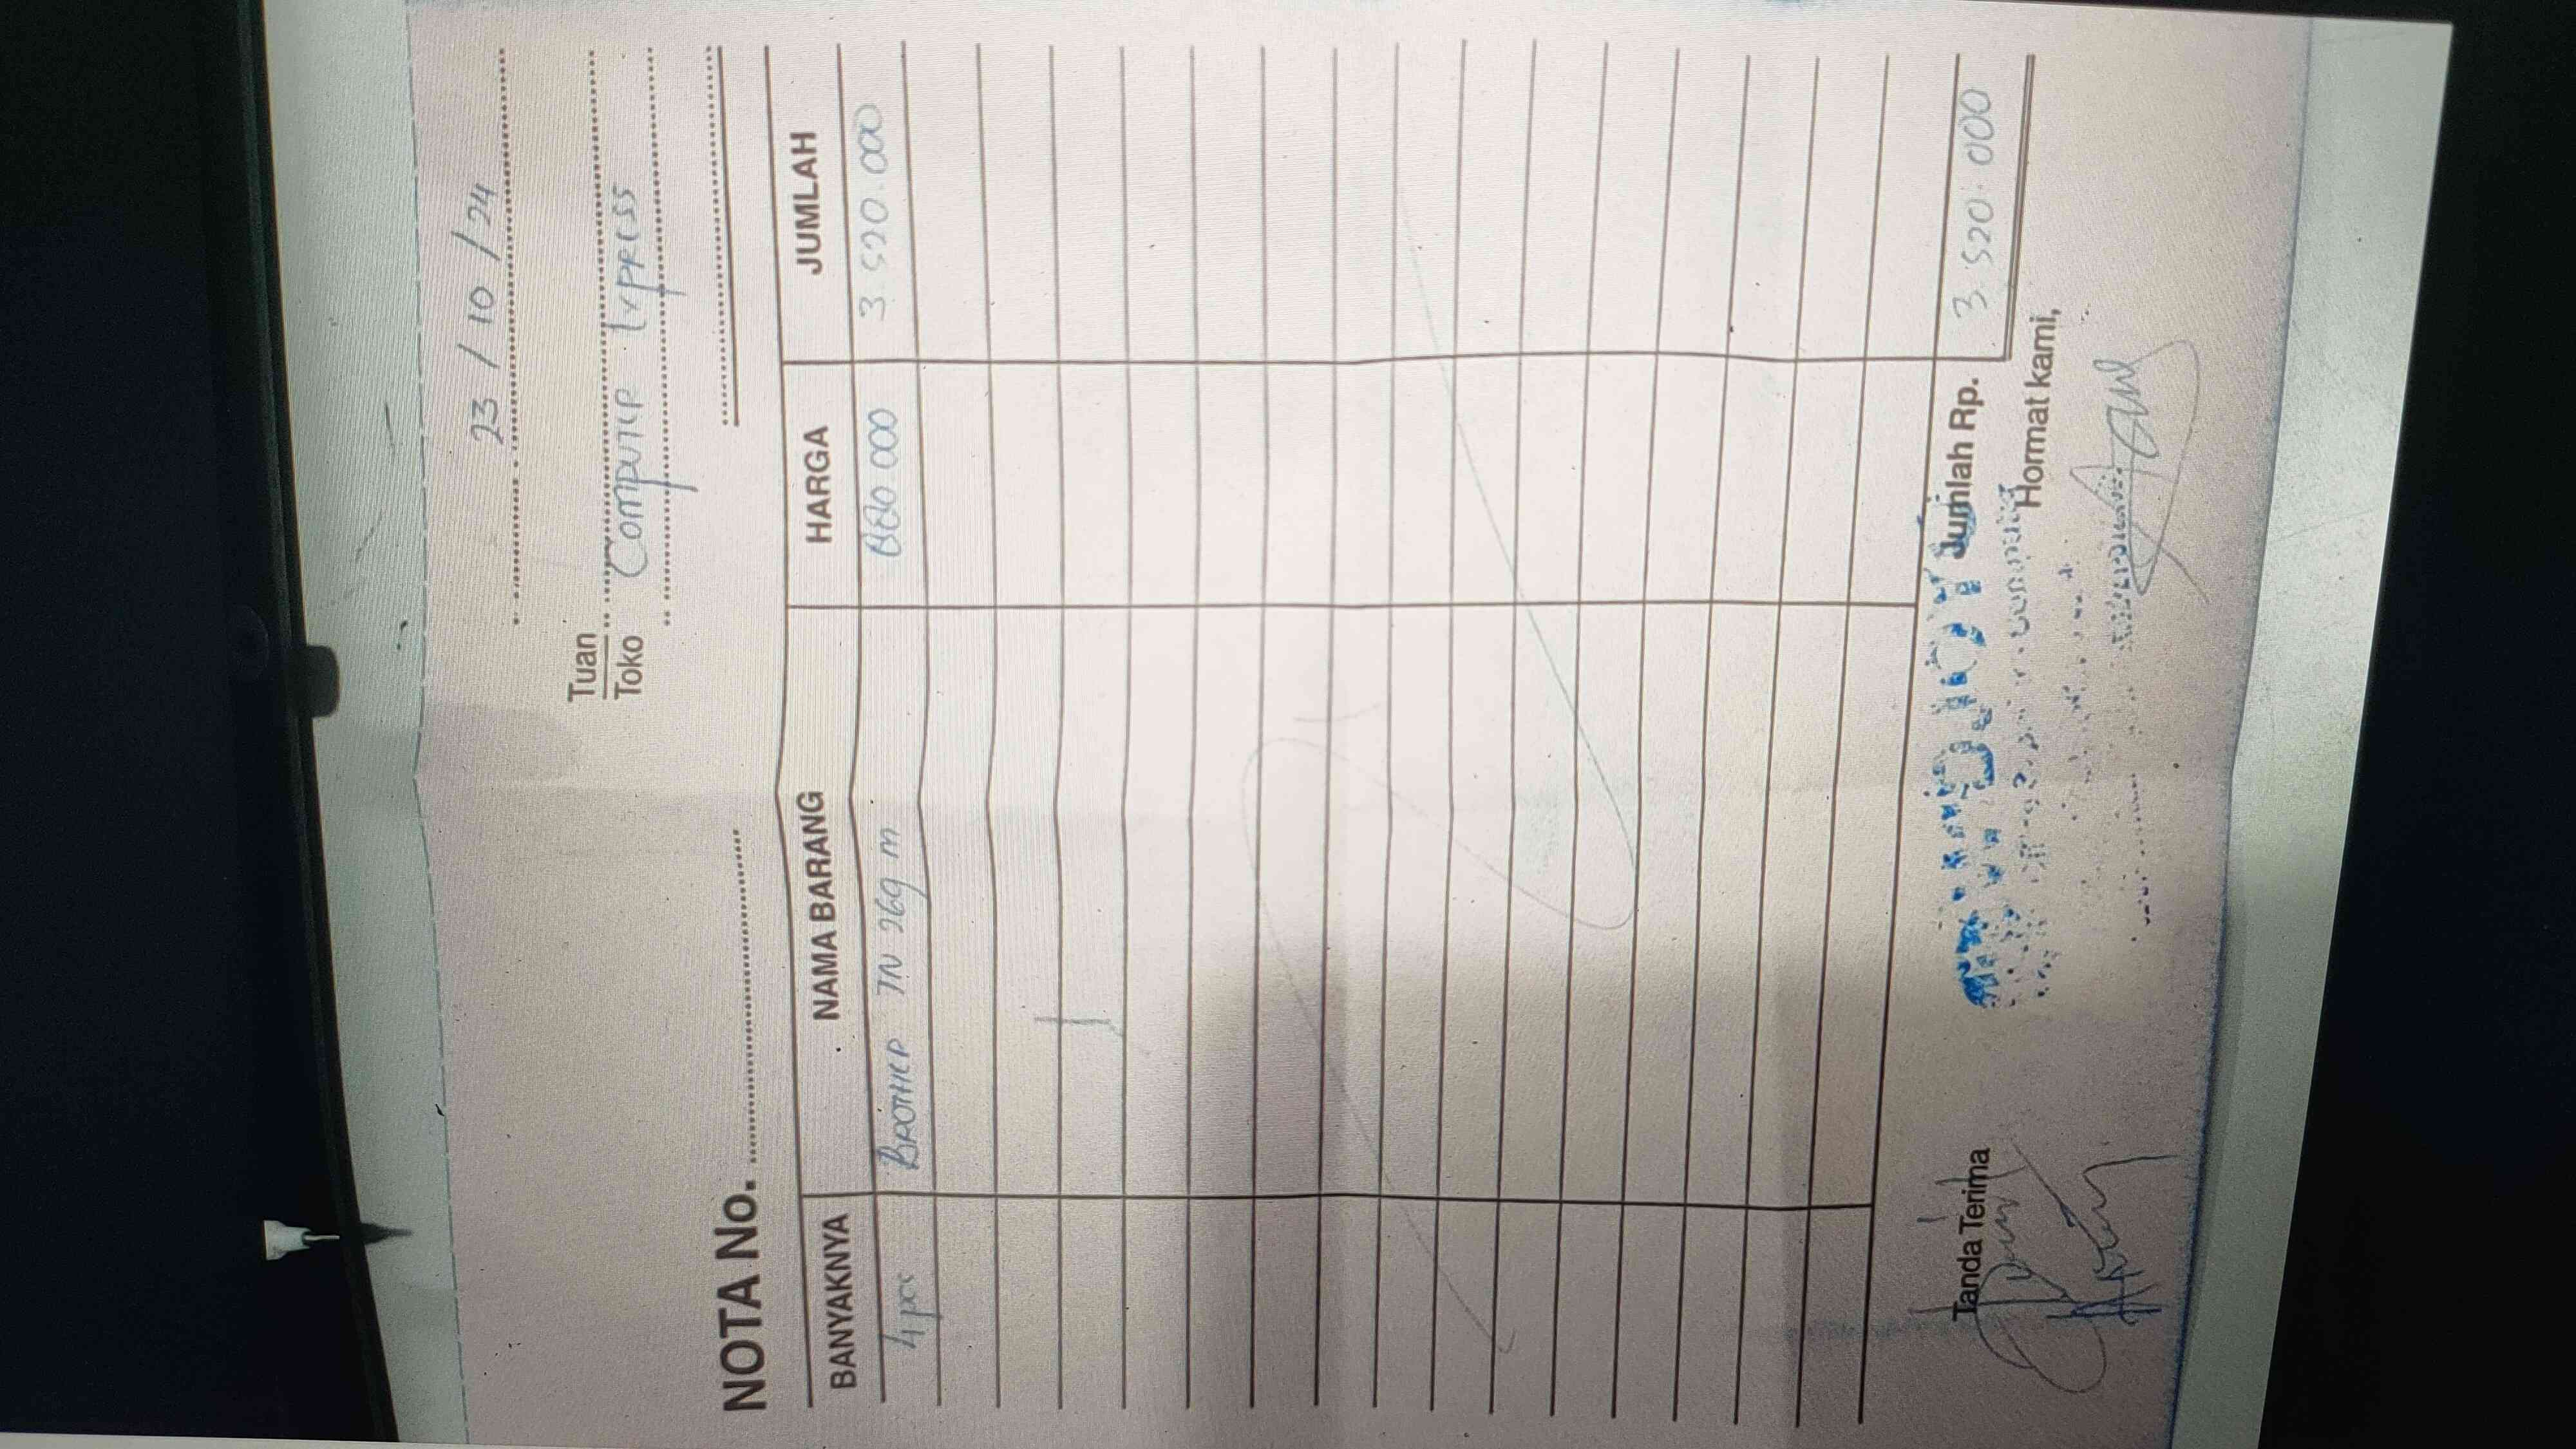 23 / 10 / 24
Tuan
Toko Computer Express
NOTA No.
BANYAKNYA NAMA BARANG HARGA JUMLAH
4 pcs BROTHER TN 269 m 880 000 3.520.000
Jumlah Rp. 3.520.000
Tanda Terima Hormat kami,